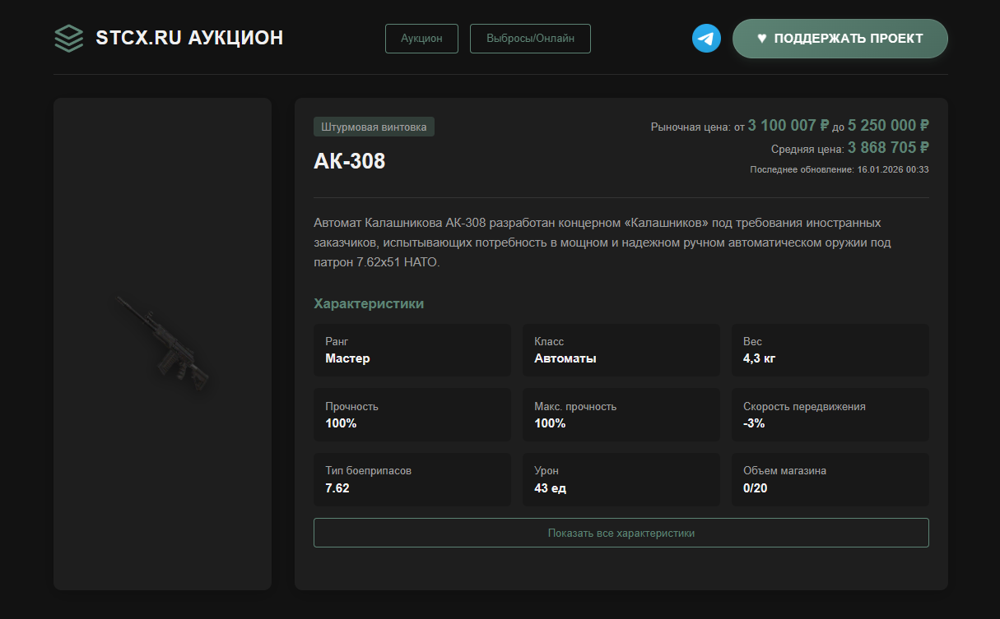 STCX.RU АУКЦИОН
Аукцион
Выбросы/Онлайн
♥ ПОДДЕРЖАТЬ ПРОЕКТ
Штурмовая винтовка
АК-308
Рыночная цена: от 3 100 007 ₽ до 5 250 000 ₽
Средняя цена: 3 868 705 ₽
Последнее обновление: 16.01.2026 00:33
Автомат Калашникова АК-308 разработан концерном «Калашников» под требования иностранных
заказчиков, испытывающих потребность в мощном и надежном ручном автоматическом оружии под
патрон 7.62x51 НАТО.
Характеристики
Ранг
Мастер
Класс
Автоматы
Вес
4,3 кг
Прочность
100%
Макс. прочность
100%
Скорость передвижения
-3%
Тип боеприпасов
7.62
Урон
43 ед
Объем магазина
0/20
Показать все характеристики